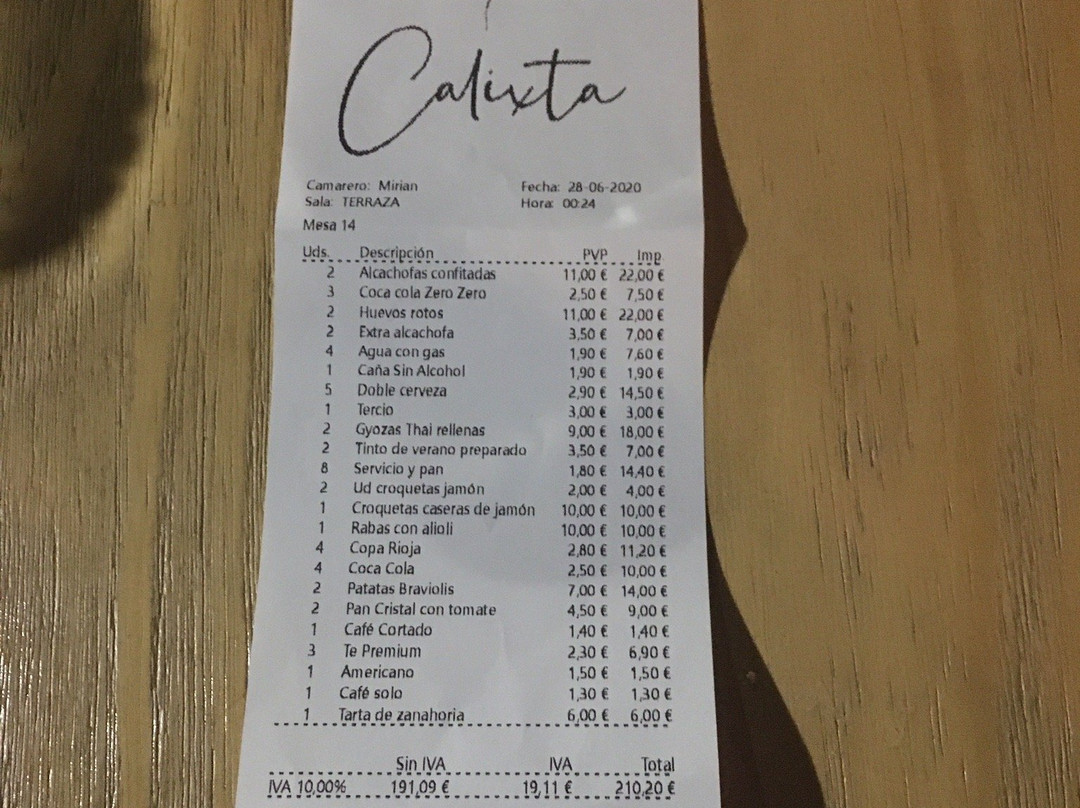 Calixta
Camarero: Mirian Fecha: 28-06-2020
Sala: TERRAZA Hora: 00:24
Mesa 14
Uds. Descripción PVP Imp.
2 Alcachofas confitadas 11,00 € 22,00 €
3 Coca cola Zero Zero 2,50 € 7,50 €
2 Huevos rotos 11,00 € 22,00 €
2 Extra alcachofa 3,50 € 7,00 €
4 Agua con gas 1,90 € 7,60 €
1 Caña Sin Alcohol 1,90 € 1,90 €
5 Doble cerveza 2,90 € 14,50 €
1 Tercio 3,00 € 3,00 €
2 Gyozas Thai rellenas 9,00 € 18,00 €
2 Tinto de verano preparado 3,50 € 7,00 €
8 Servicio y pan 1,80 € 14,40 €
2 Ud croquetas jamón 2,00 € 4,00 €
1 Croquetas caseras de jamón 10,00 € 10,00 €
1 Rabas con alioli 10,00 € 10,00 €
4 Copa Rioja 2,80 € 11,20 €
4 Coca Cola 2,50 € 10,00 €
2 Patatas Braviolis 7,00 € 14,00 €
2 Pan Cristal con tomate 4,50 € 9,00 €
1 Café Cortado 1,40 € 1,40 €
3 Te Premium 2,30 € 6,90 €
1 Americano 1,50 € 1,50 €
1 Café solo 1,30 € 1,30 €
1 Tarta de zanahoria 6,00 € 6,00 €
Sin IVA IVA Total
IVA 10,00% 191,09 € 19,11 € 210,20 €